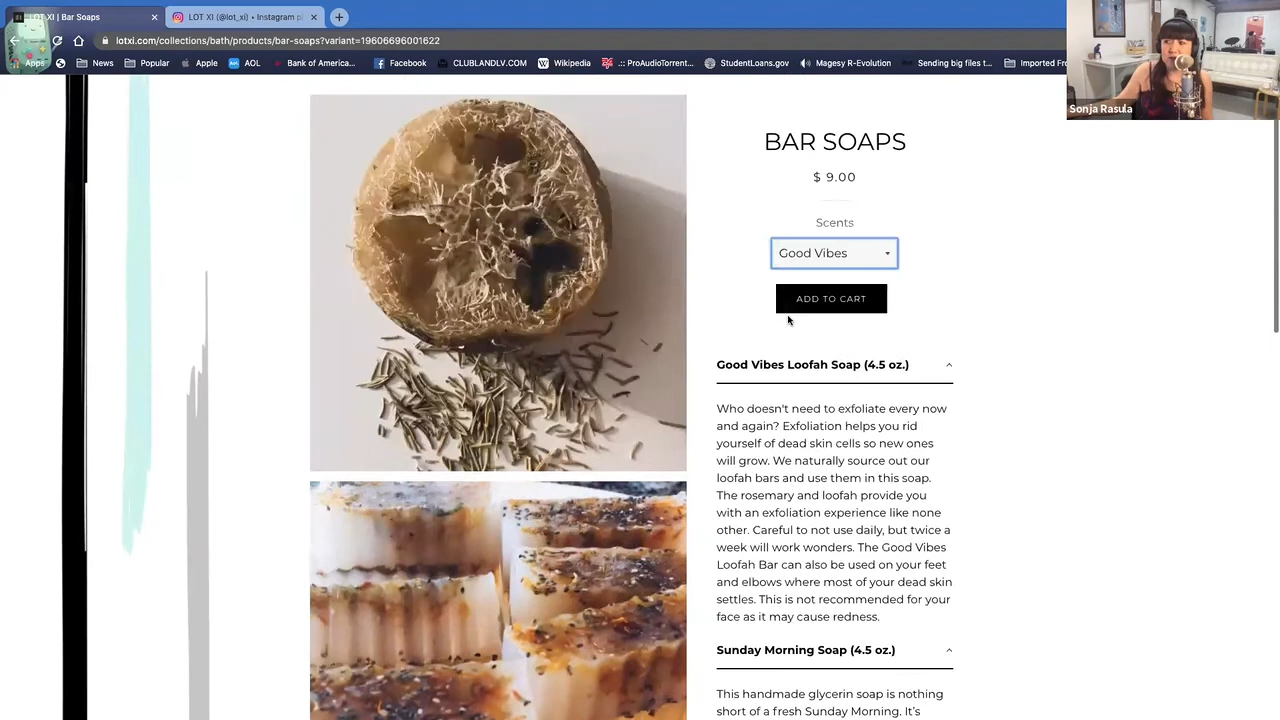 LOT XI | Bar Soaps
LOT XI (@lot_xi) • Instagram p
lotxi.com/collections/bath/products/bar-soaps?variant=19606696001622
Apps
News
Popular
Apple
AOL
Bank of America...
Facebook
CLUBLANDLV.COM
Wikipedia
.:: ProAudioTorrent...
StudentLoans.gov
Magesy R-Evolution
Sending big files t...
Imported Fro
Sonja Rasula
BAR SOAPS
$ 9.00
Scents
Good Vibes
ADD TO CART
Good Vibes Loofah Soap (4.5 oz.)
Who doesn't need to exfoliate every now
and again? Exfoliation helps you rid
yourself of dead skin cells so new ones
will grow. We naturally source out our
loofah bars and use them in this soap.
The rosemary and loofah provide you
with an exfoliation experience like none
other. Careful to not use daily, but twice a
week will work wonders. The Good Vibes
Loofah Bar can also be used on your feet
and elbows where most of your dead skin
settles. This is not recommended for your
face as it may cause redness.
Sunday Morning Soap (4.5 oz.)
This handmade glycerin soap is nothing
short of a fresh Sunday Morning. It's